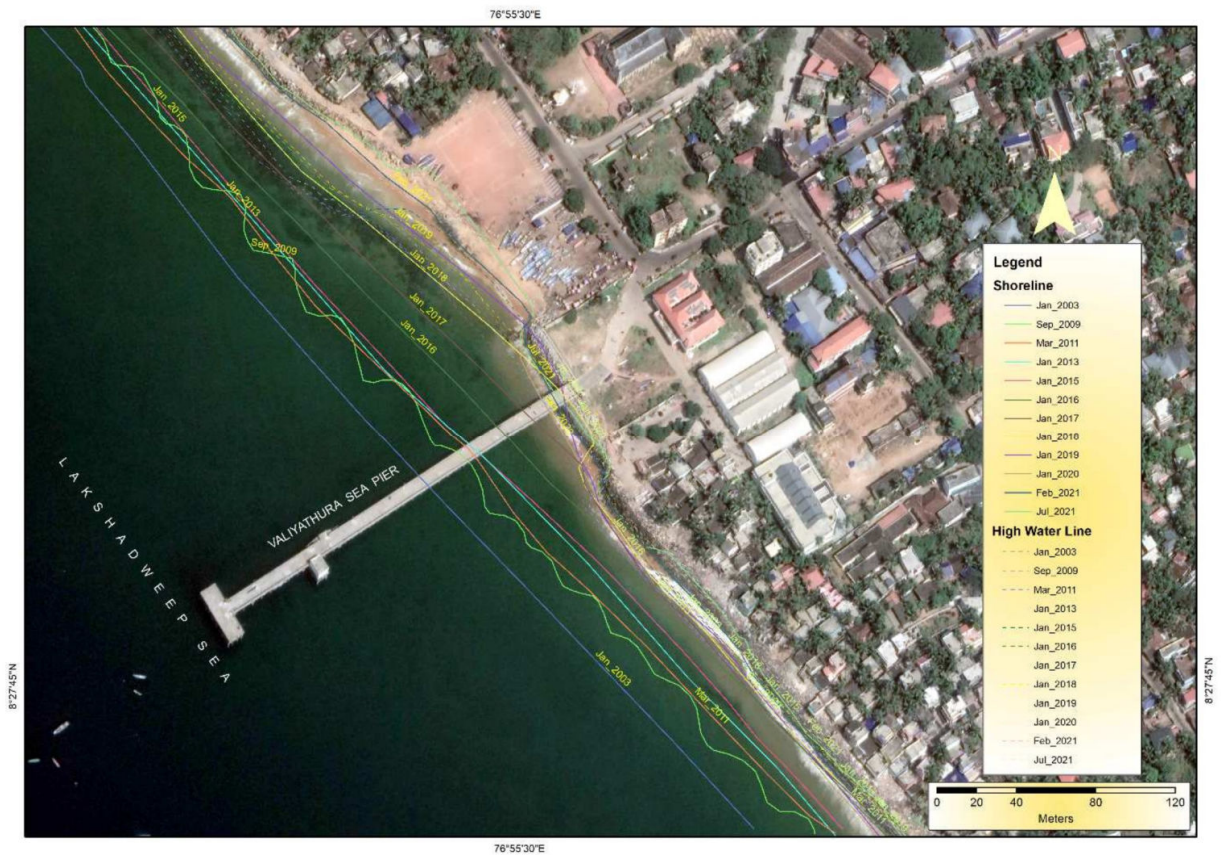 76°55'30"E
Jan_2015
Jan_2013
Sep_2009
Jan_2019
Jan_2018
Jan_2017
Jan_2016
Jul_2021
VALIYATHURA SEA PIER
LAKSHADWEEP SEA
Jan_2003
Mar_2011
8°27'45"N
8°27'45"N
Legend
Shoreline
Jan_2003
Sep_2009
Mar_2011
Jan_2013
Jan_2015
Jan_2016
Jan_2017
Jan_2018
Jan_2019
Jan_2020
Feb_2021
Jul_2021
High Water Line
Jan_2003
Sep_2009
Mar_2011
Jan_2013
Jan_2015
Jan_2016
Jan_2017
Jan_2018
Jan_2019
Jan_2020
Feb_2021
Jul_2021
0 20 40 80 120
Meters
76°55'30"E